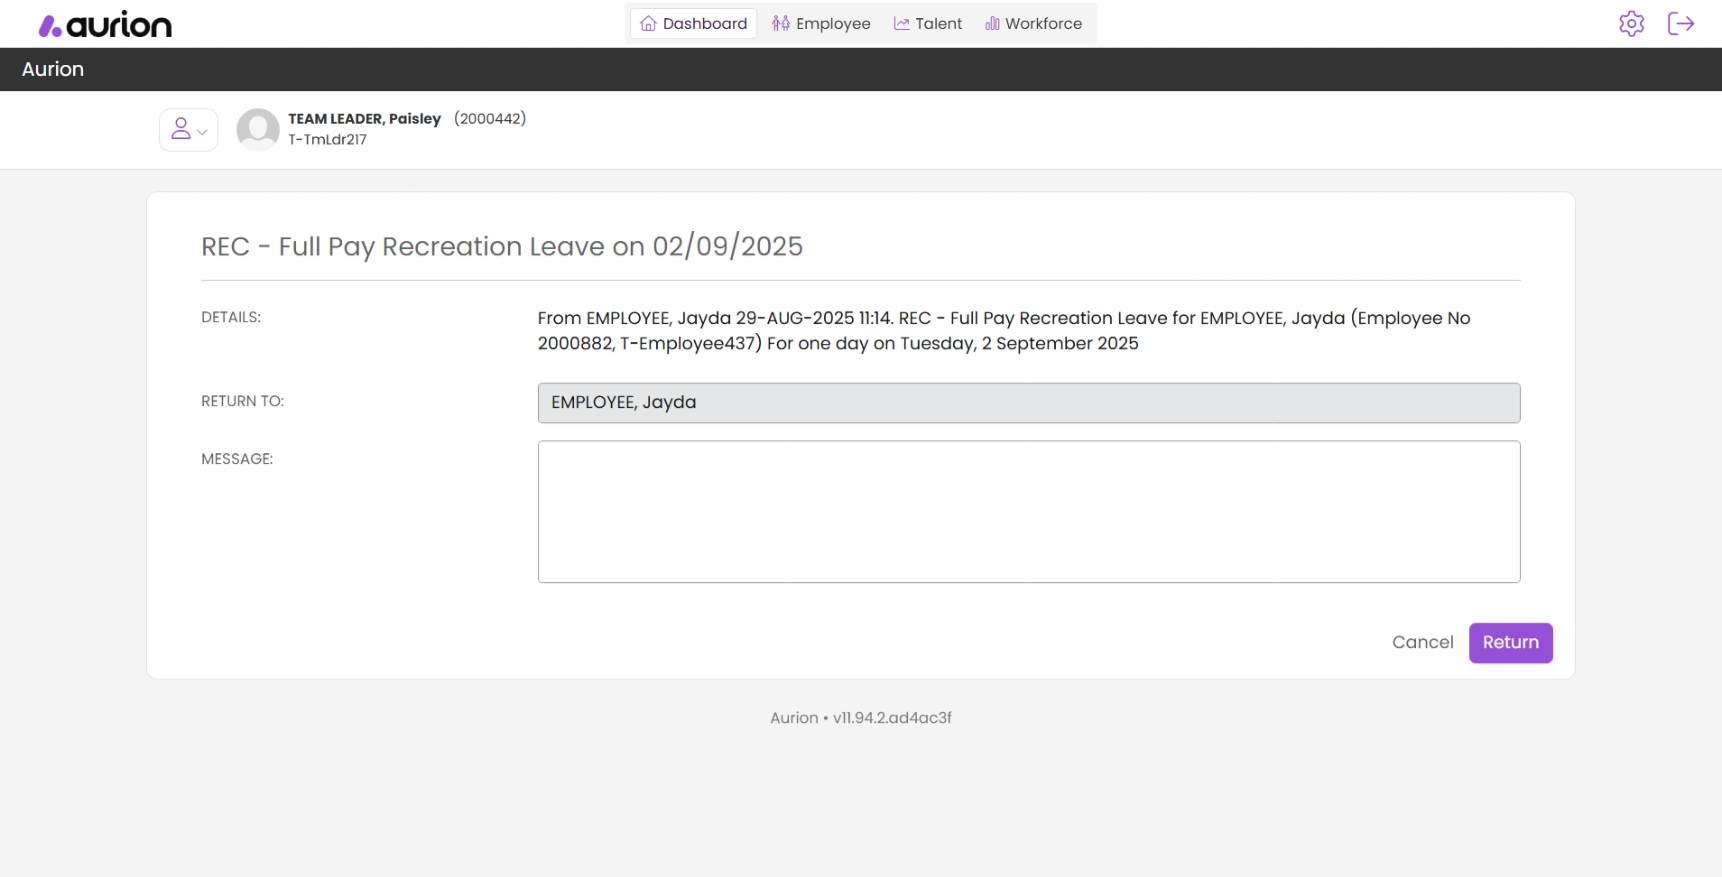 aurion
Dashboard
Employee
Talent
Workforce
Aurion
TEAM LEADER, Paisley (2000442)
T-TmLdr217
REC - Full Pay Recreation Leave on 02/09/2025
DETAILS:
From EMPLOYEE, Jayda 29-AUG-2025 11:14. REC - Full Pay Recreation Leave for EMPLOYEE, Jayda (Employee No
2000882, T-Employee437) For one day on Tuesday, 2 September 2025
RETURN TO:
EMPLOYEE, Jayda
MESSAGE:
Cancel
Return
Aurion • v11.94.2.ad4ac3f